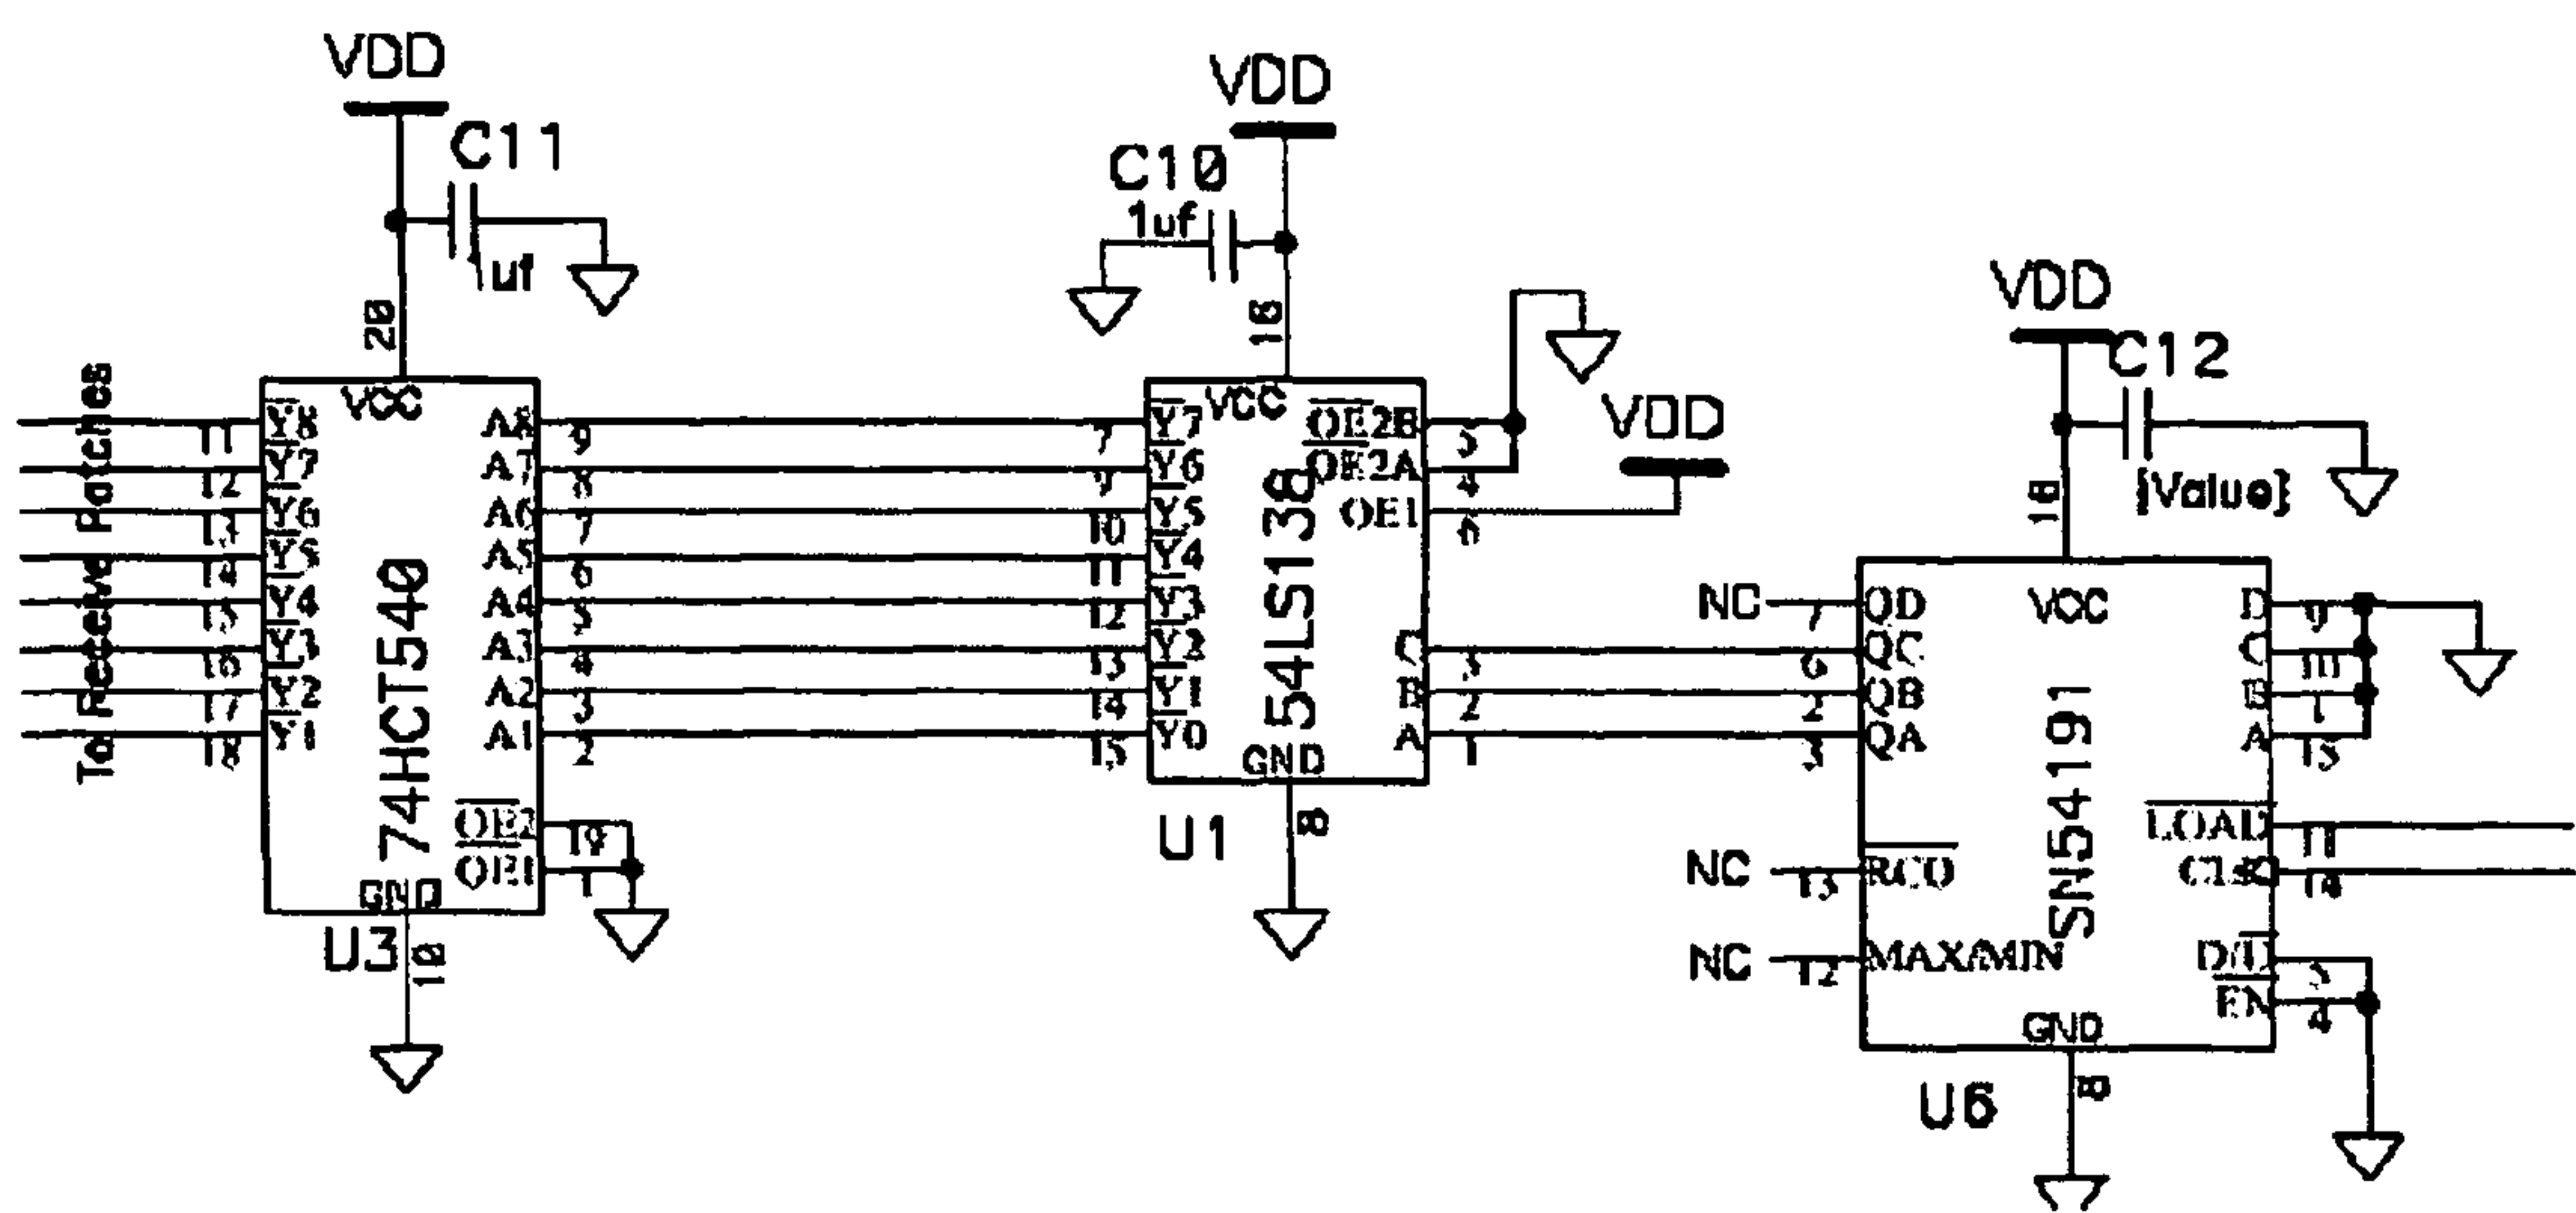 VDD
C11
1uf
20
VCC
To Receive Patches
11 Y8
12 Y7
13 Y6
14 Y5
15 Y4
16 Y3
17 Y2
18 Y1
A8 9
A7 8
A6 7
A5 6
A4 5
A3 4
A2 3
A1 2
74HCT540
OE2 19
OE1 1
GND
U3
10
VDD
C10
1uf
16
VCC
7 Y7
9 Y6
10 Y5
11 Y4
12 Y3
13 Y2
14 Y1
15 Y0
OE2B 5
OE2A 4
OE1 6
VDD
54LS138
C 3
B 2
A 1
GND
U1
8
VDD
C12
[Value]
16
VCC
NC 7 QD
6 QC
2 QB
3 QA
NC 13 RCO
NC 12 MAX/MIN
SN54191
D 9
C 10
B 1
A 15
LOAD 11
CLK 14
D/U 5
EN 4
GND
U6
8